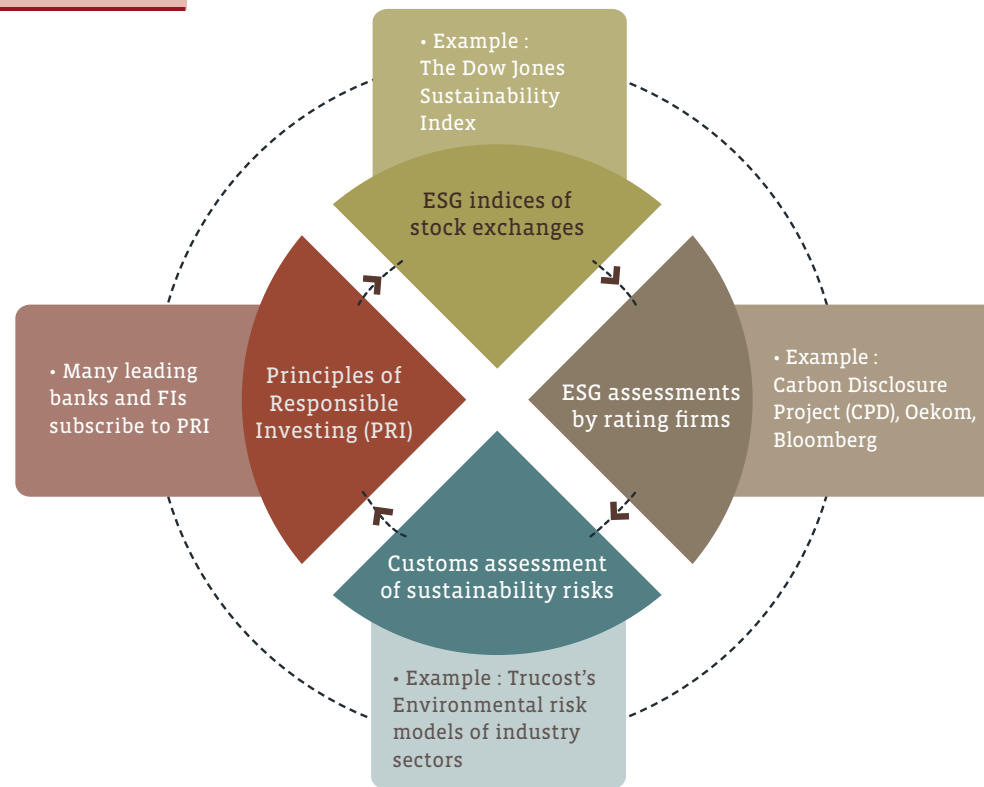 • Example :
The Dow Jones
Sustainability
Index
ESG indices of
stock exchanges
• Many leading
banks and FIs
subscribe to PRI
Principles of
Responsible
Investing (PRI)
ESG assessments
by rating firms
• Example :
Carbon Disclosure
Project (CPD), Oekom,
Bloomberg
Customs assessment
of sustainability risks
• Example : Trucost's
Environmental risk
models of industry
sectors